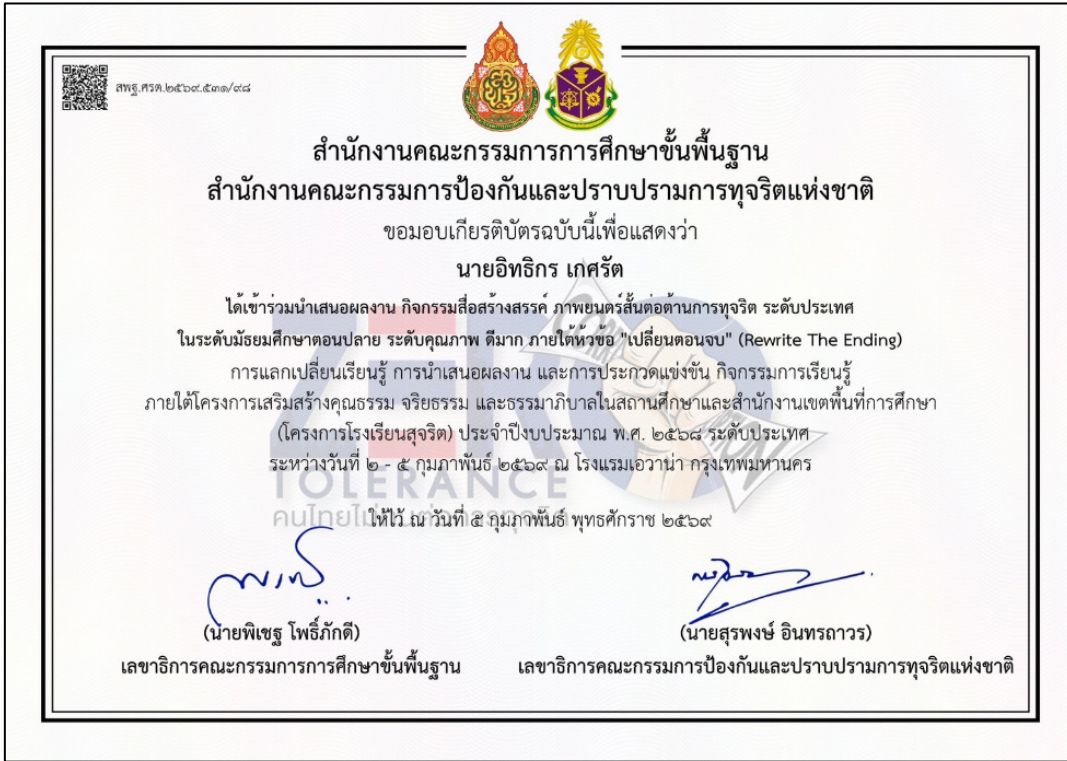 สพฐ.ศรต.๒๕๖๙.๕๓๑/๙๘
สำนักงานคณะกรรมการการศึกษาขั้นพื้นฐาน
สำนักงานคณะกรรมการป้องกันและปราบปรามการทุจริตแห่งชาติ
ขอมอบเกียรติบัตรฉบับนี้เพื่อแสดงว่า
นายอิทธิกร เกศรัต
ได้เข้าร่วมนำเสนอผลงาน กิจกรรมสื่อสร้างสรรค์ ภาพยนตร์สั้นต่อต้านการทุจริต ระดับประเทศ
ในระดับมัธยมศึกษาตอนปลาย ระดับคุณภาพ ดีมาก ภายใต้หัวข้อ "เปลี่ยนตอนจบ" (Rewrite The Ending)
การแลกเปลี่ยนเรียนรู้ การนำเสนอผลงาน และการประกวดแข่งขัน กิจกรรมการเรียนรู้
ภายใต้โครงการเสริมสร้างคุณธรรม จริยธรรม และธรรมาภิบาลในสถานศึกษาและสำนักงานเขตพื้นที่การศึกษา
(โครงการโรงเรียนสุจริต) ประจำปีงบประมาณ พ.ศ. ๒๕๖๘ ระดับประเทศ
ระหว่างวันที่ ๒ - ๕ กุมภาพันธ์ ๒๕๖๙ ณ โรงแรมเอวาน่า กรุงเทพมหานคร
ให้ไว้ ณ วันที่ ๕ กุมภาพันธ์ พุทธศักราช ๒๕๖๙
ZERO
TOLERANCE
CORRUPTION
(นายพิเชฐ โพธิ์ภักดี)
เลขาธิการคณะกรรมการการศึกษาขั้นพื้นฐาน
(นายสุรพงษ์ อินทรถาวร)
เลขาธิการคณะกรรมการป้องกันและปราบปรามการทุจริตแห่งชาติ